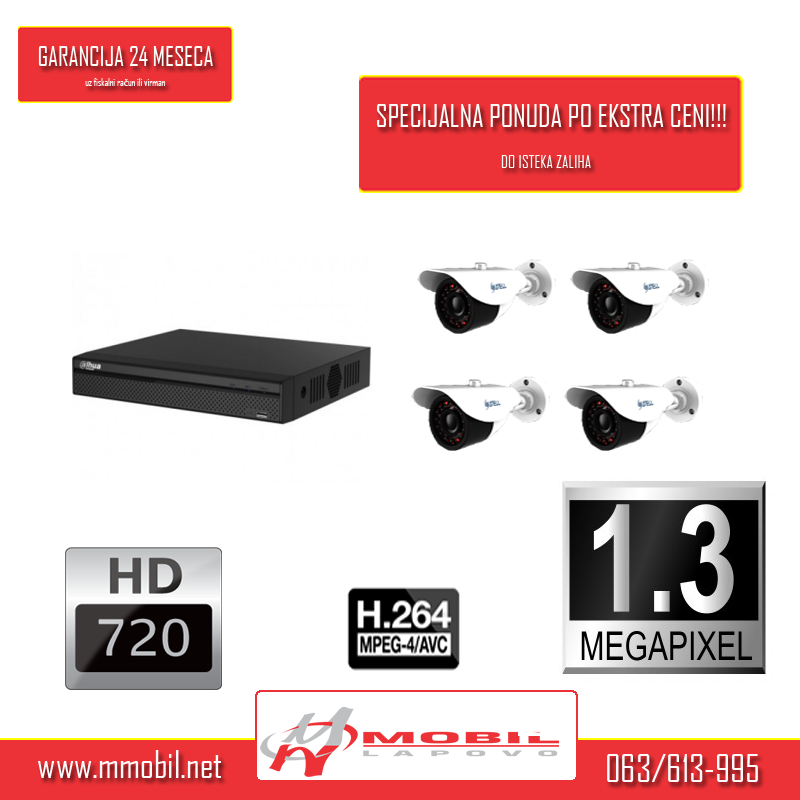 GARANCIJA 24 MESECA
uz fiskalni račun ili virman
SPECIJALNA PONUDA PO EKSTRA CENI!!!
DO ISTEKA ZALIHA
alhua
HD
720
H.264
MPEG-4/AVC
1.3
MEGAPIXEL
MOBIL
LAPOVO
www.mmobil.net
063/613-995